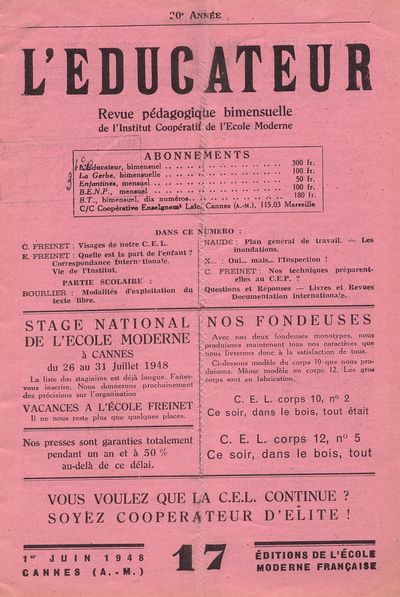 20e ANNÉE
L'EDUCATEUR
Revue pédagogique bimensuelle
de l'Institut Coopératif de l'Ecole Moderne
ABONNEMENTS
L'Educateur, bimensuel .......... 300 fr.
La Gerbe, bimensuelle .......... 100 fr.
Enfantines, mensuel .......... 50 fr.
B.E.N.P., mensuel .......... 100 fr.
B.T., bimensuel, dix numéros.......... 180 fr.
C/C Coopérative Enseignemt Laïc, Cannes (A.-M.), 115.03 Marseille
DANS CE NUMERO :
C. FREINET : Visages de notre C.E.L.
E. FREINET : Quelle est la part de l'enfant ?
Correspondance Internationale.
Vie de l'Institut.
PARTIE SCOLAIRE :
BOURLIER : Modalités d'exploitation du
texte libre.
NAUDE : Plan général de travail. — Les
inondations.
X... : Oui... mais... l'Inspection !
C. FREINET : Nos techniques préparent-
elles au C.E.P. ?
Questions et Réponses — Livres et Revues
Documentation internationale.
STAGE NATIONAL
DE L'ECOLE MODERNE
à CANNES
du 26 au 31 Juillet 1948
La liste des stagiaires est déjà longue. Faites-
vous inscrire. Nous donnerons prochainement
des précisions sur l'organisation
VACANCES A L'ÉCOLE FREINET
Il ne nous reste plus que quelques places.
Nos presses sont garanties totalement
pendant un an et à 50 %
au-delà de ce délai.
NOS FONDEUSES
Avec nos deux fondeuses monotypes, nous
produisons maintenant tous nos caractères que
nous livrerons donc à la satisfaction de tous.
Ci-dessous modèle du corps 10 que nous pro-
duisons. Même modèle en corps 12. Les gros
corps sont en fabrication.
C. E. L. corps 10, n° 2
Ce soir, dans le bois, tout était
C. E. L. corps 12, n° 5
Ce soir, dans le bois, tout
VOUS VOULEZ QUE LA C.E.L. CONTINUE ?
SOYEZ COOPERATEUR D'ELITE !
1er JUIN 1948
CANNES (A.-M.)
17
ÉDITIONS DE L'ÉCOLE
MODERNE FRANÇAISE